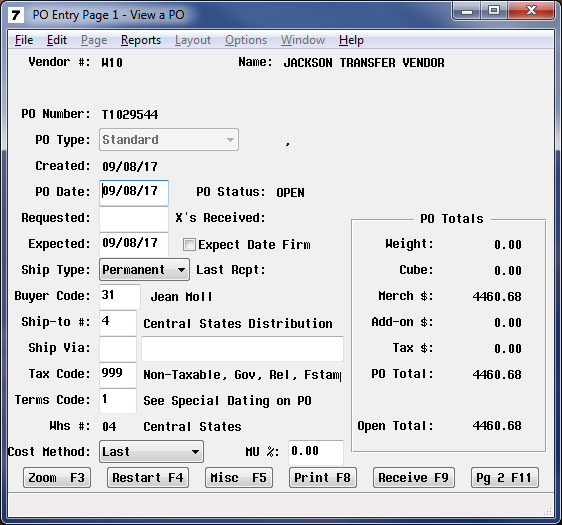 7 PO Entry Page 1 - View a PO
File Edit Page Reports Layout Options Window Help
Vendor #: W10 Name: JACKSON TRANSFER VENDOR
PO Number: T1029544
PO Type: Standard ,
Created: 09/08/17
PO Date: 09/08/17 PO Status: OPEN
Requested: X's Received:
PO Totals
Expected: 09/08/17 Expect Date Firm
Weight: 0.00
Ship Type: Permanent Last Rcpt:
Cube: 0.00
Buyer Code: 31 Jean Moll
Merch $: 4460.68
Ship-to #: 4 Central States Distribution
Add-on $: 0.00
Ship Via:
Tax $: 0.00
Tax Code: 999 Non-Taxable, Gov, Rel, Fstam
PO Total: 4460.68
Terms Code: 1 See Special Dating on PO
Whs #: 04 Central States
Open Total: 4460.68
Cost Method: Last MU %: 0.00
Zoom F3 Restart F4 Misc F5 Print F8 Receive F9 Pg 2 F11